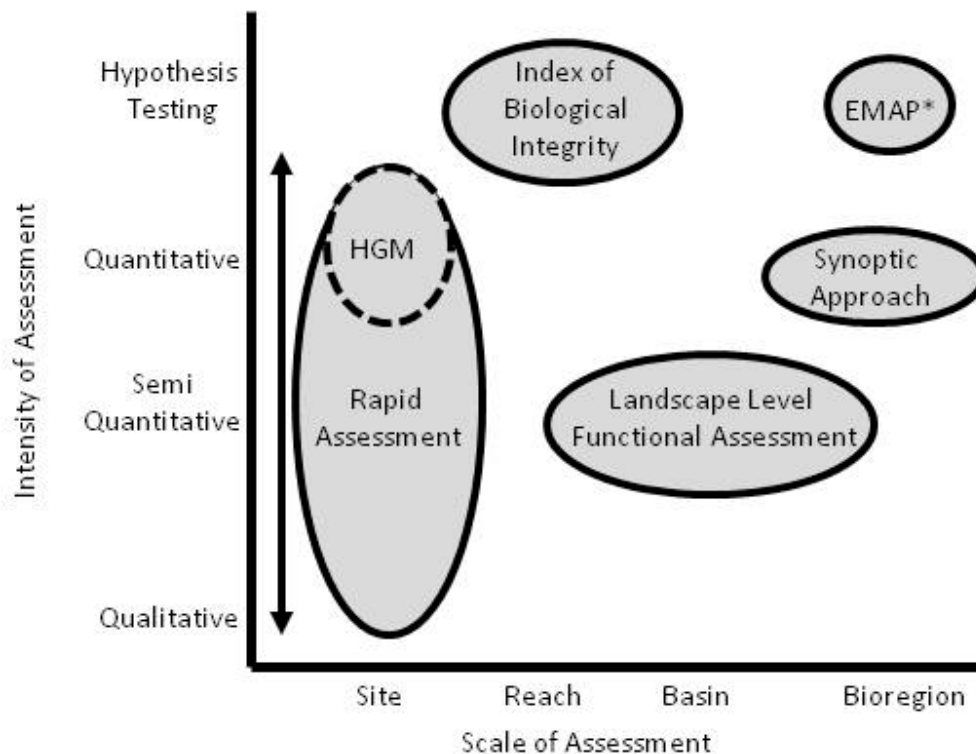 Hypothesis
Testing
Index of
Biological
Integrity
EMAP*
HGM
Quantitative
Synoptic
Approach
Intensity of Assessment
Semi
Quantitative
Rapid
Assessment
Landscape Level
Functional Assessment
Qualitative
Site
Reach
Basin
Bioregion
Scale of Assessment